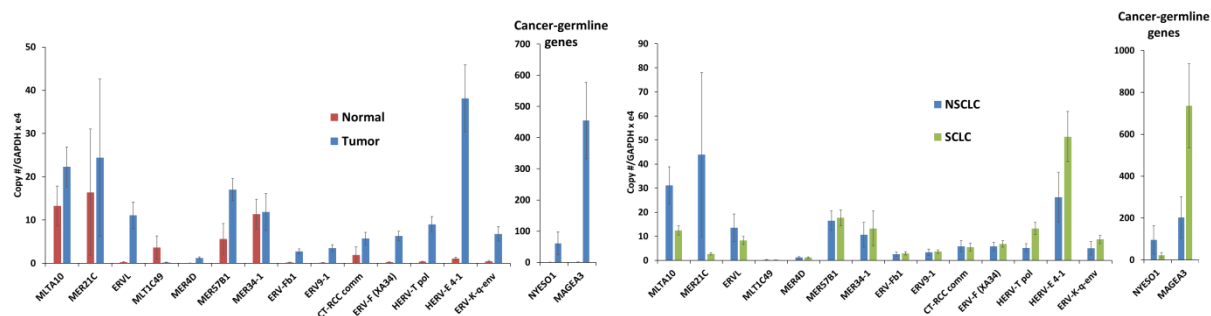 Cancer-germline
genes
50
40
30
20
10
0
Copy #/GAPDH x e4
Normal
Tumor
MLTA10
MER21C
ERVL
MLT1C49
MER4D
MER57B1
MER34-1
ERV-Fb1
ERV9-1
CT-RCC comm
ERV-F (XA34)
HERV-T pol
HERV-E 4-1
ERV-K-q-env
700
600
500
400
300
200
100
0
NYESO1
MAGEA3
90
80
70
60
50
40
30
20
10
0
Copy #/GAPDH x e4
NSCLC
SCLC
MLTA10
MER21C
ERVL
MLT1C49
MER4D
MER57B1
MER34-1
ERV-Fb1
ERV9-1
CT-RCC comm
ERV-F (XA34)
HERV-T pol
HERV-E 4-1
ERV-K-q-env
Cancer-germline
genes
1000
800
600
400
200
0
NYESO1
MAGEA3